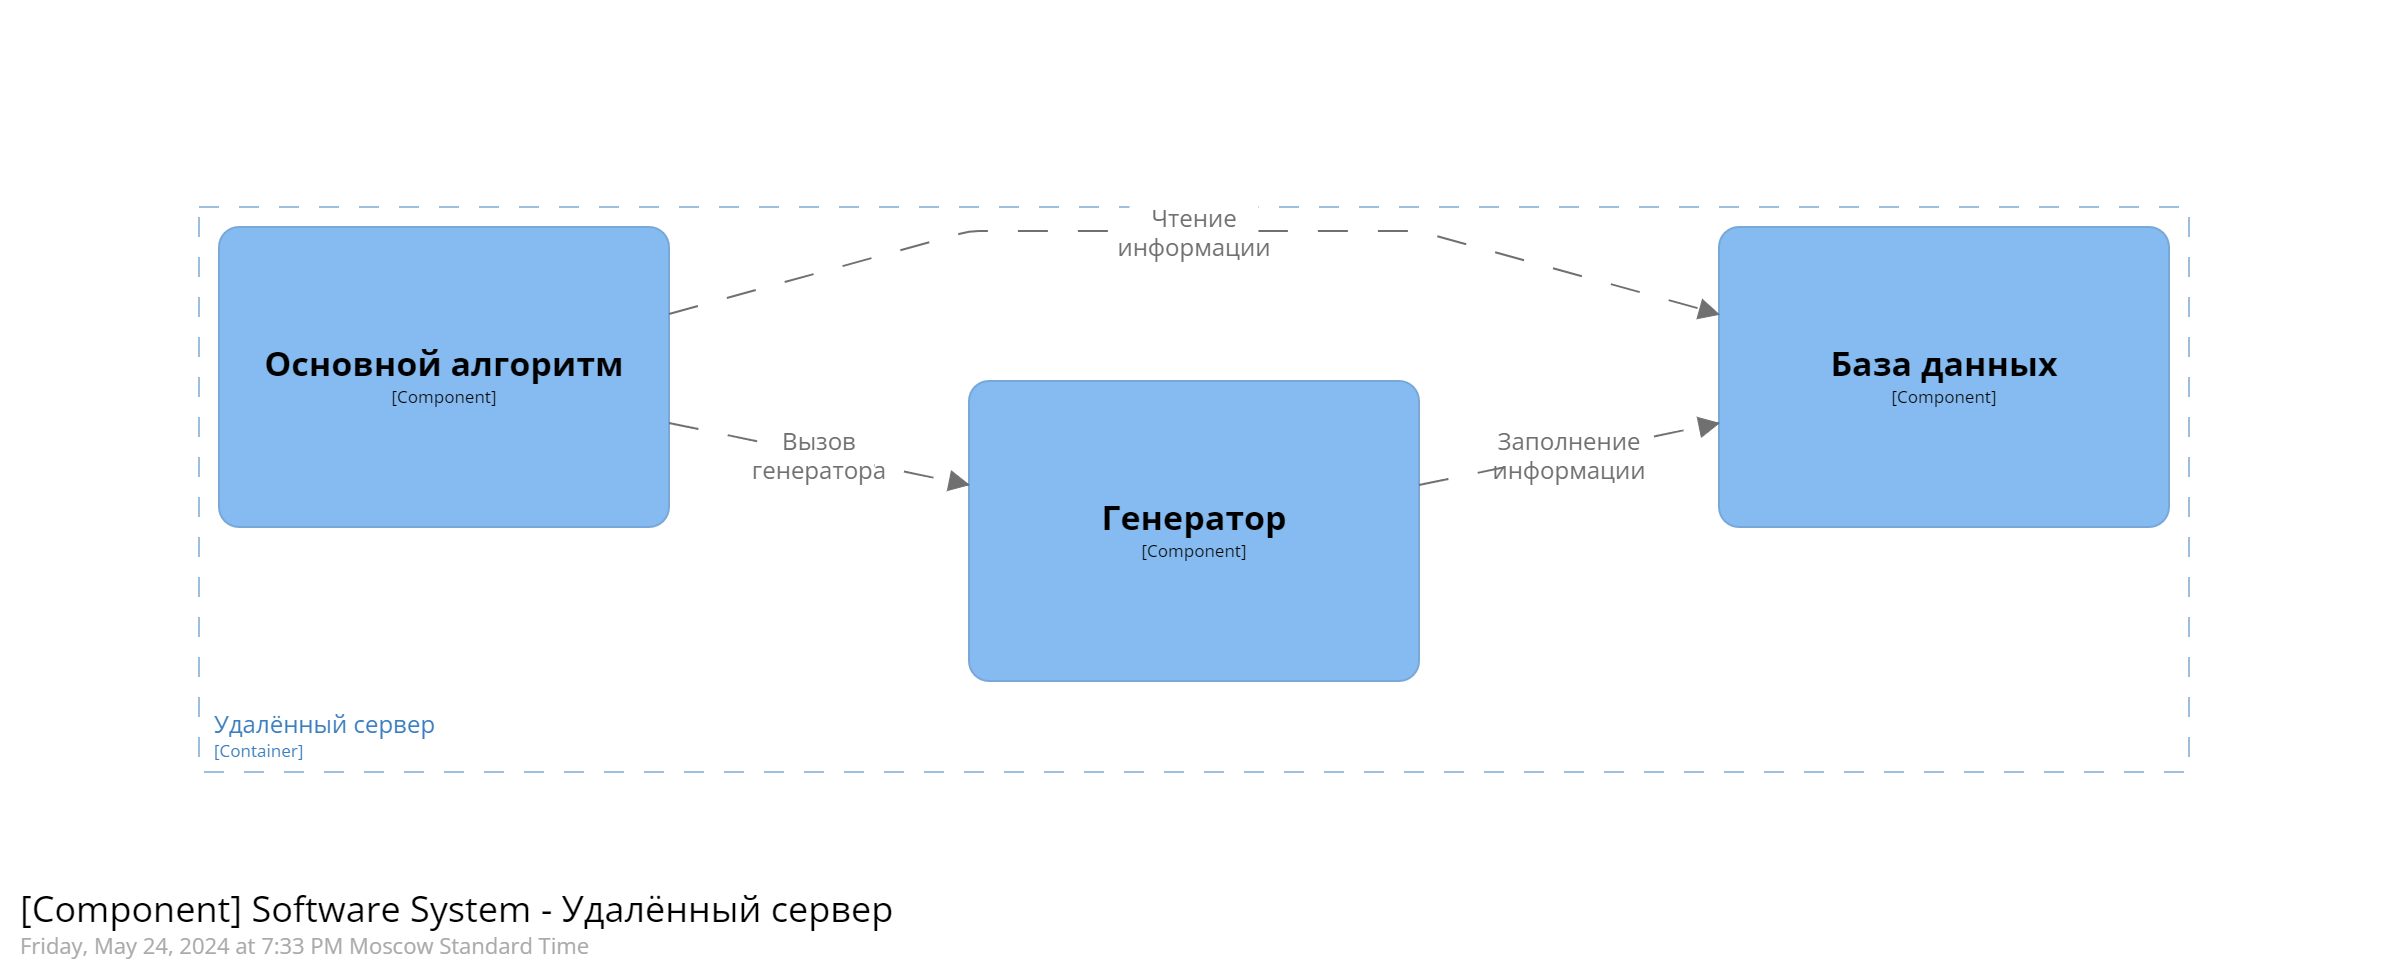 Чтение
информации
Основной алгоритм
[Component]
База данных
[Component]
Вызов
генератора
Заполнение
информации
Генератор
[Component]
Удалённый сервер
[Container]
[Component] Software System - Удалённый сервер
Friday, May 24, 2024 at 7:33 PM Moscow Standard Time